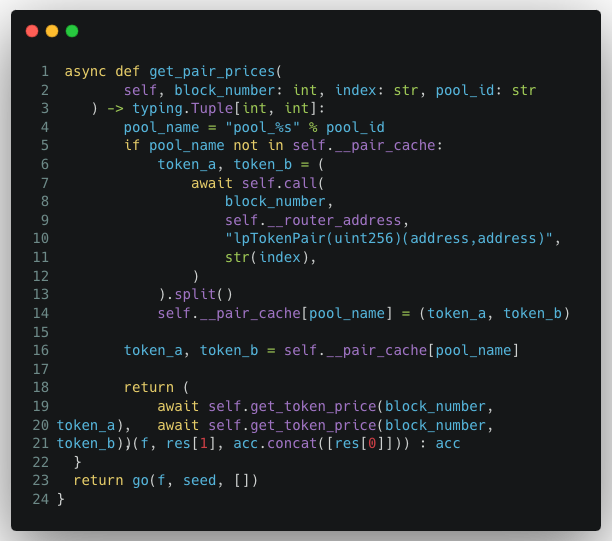 1 async def get_pair_prices(
2 self, block_number: int, index: str, pool_id: str
3 ) -> typing.Tuple[int, int]:
4 pool_name = "pool_%s" % pool_id
5 if pool_name not in self.__pair_cache:
6 token_a, token_b = (
7 await self.call(
8 block_number,
9 self.__router_address,
10 "lpTokenPair(uint256)(address,address)",
11 str(index),
12 )
13 ).split()
14 self.__pair_cache[pool_name] = (token_a, token_b)
15
16 token_a, token_b = self.__pair_cache[pool_name]
17
18 return (
19 await self.get_token_price(block_number,
20 token_a), await self.get_token_price(block_number,
21 token_b),(f, res[1], acc.concat([res[0]])) : acc
22 }
23 return go(f, seed, [])
24 }